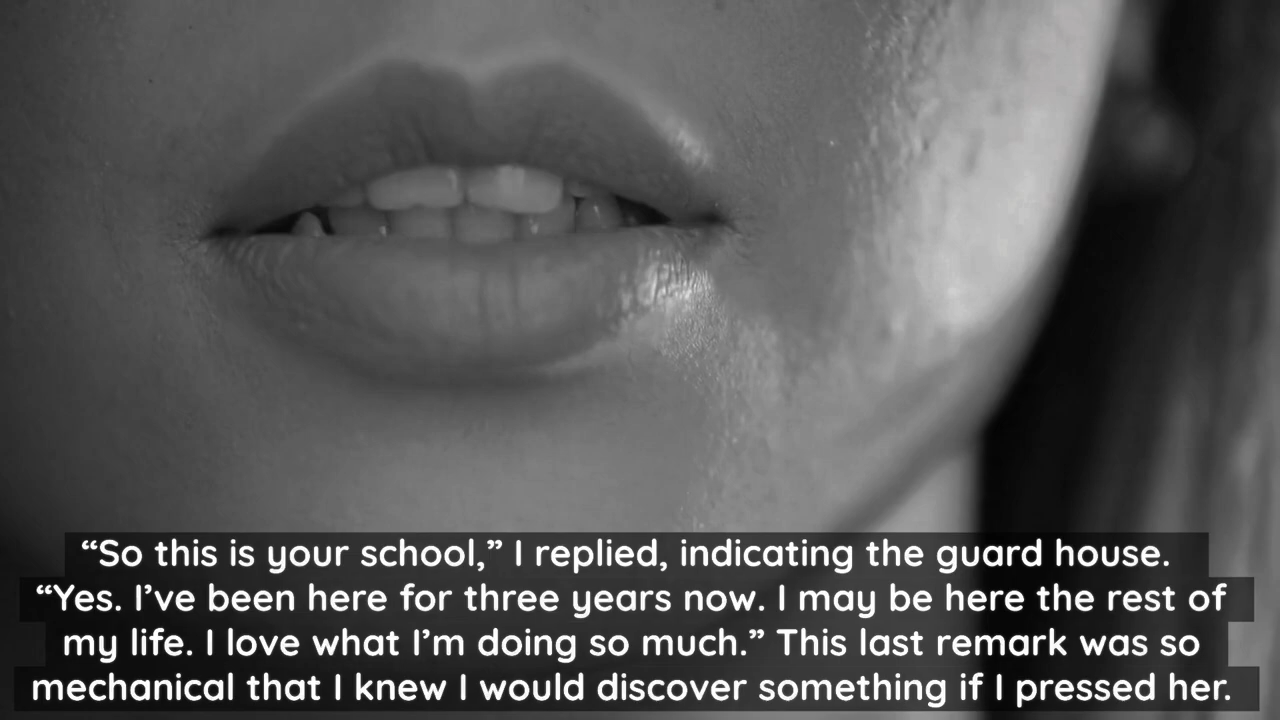 “So this is your school,” I replied, indicating the guard house.
“Yes. I’ve been here for three years now. I may be here the rest of
my life. I love what I’m doing so much.” This last remark was so
mechanical that I knew I would discover something if I pressed her.